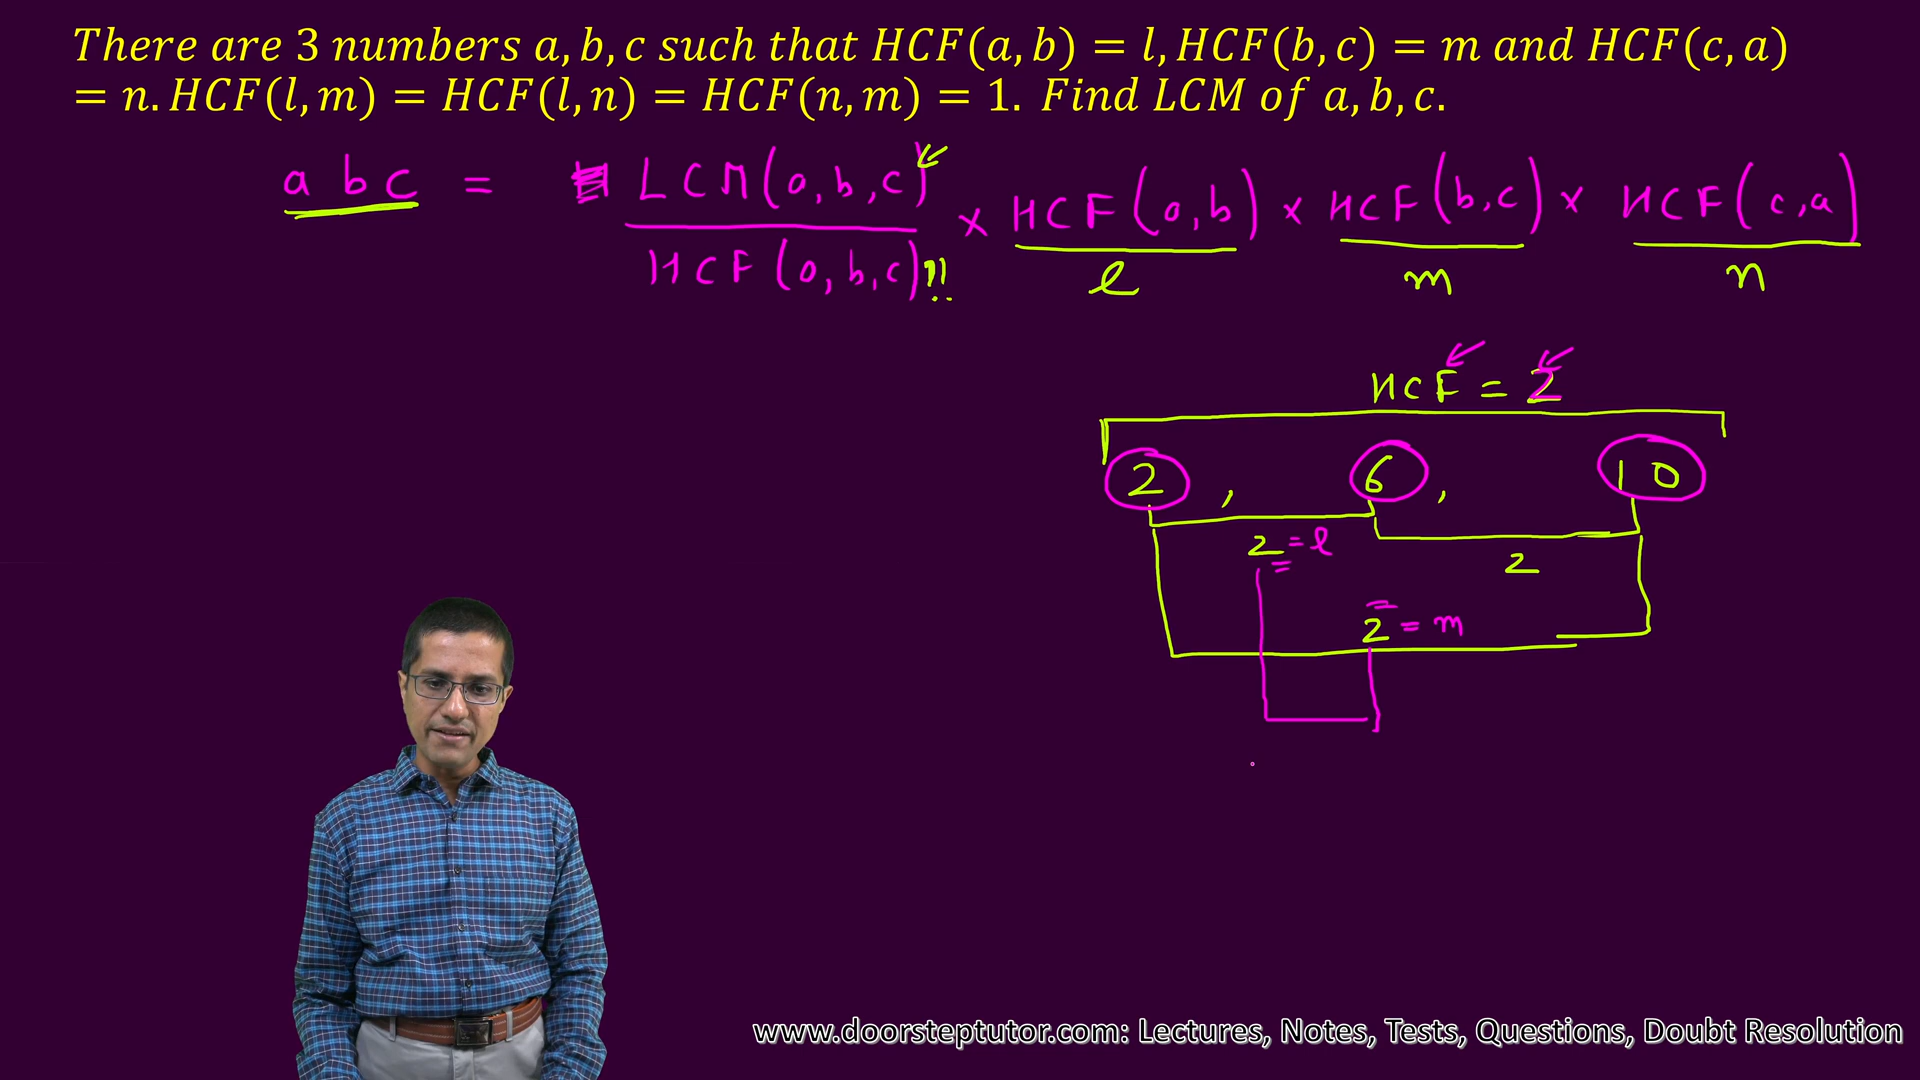 There are 3 numbers a, b, c such that HCF(a, b) = l, HCF(b, c) = m and HCF(c, a)
= n. HCF(l, m) = HCF(l, n) = HCF(n, m) = 1. Find LCM of a, b, c.
a b c = LCM(a,b,c) × HCF(a,b) × HCF(b,c) × HCF(c,a)
HCF(a,b,c) !! l m n
HCF = 2
2 , 6 , 10
2 = l
2
2 = m
www.doorsteptutor.com: Lectures, Notes, Tests, Questions, Doubt Resolution